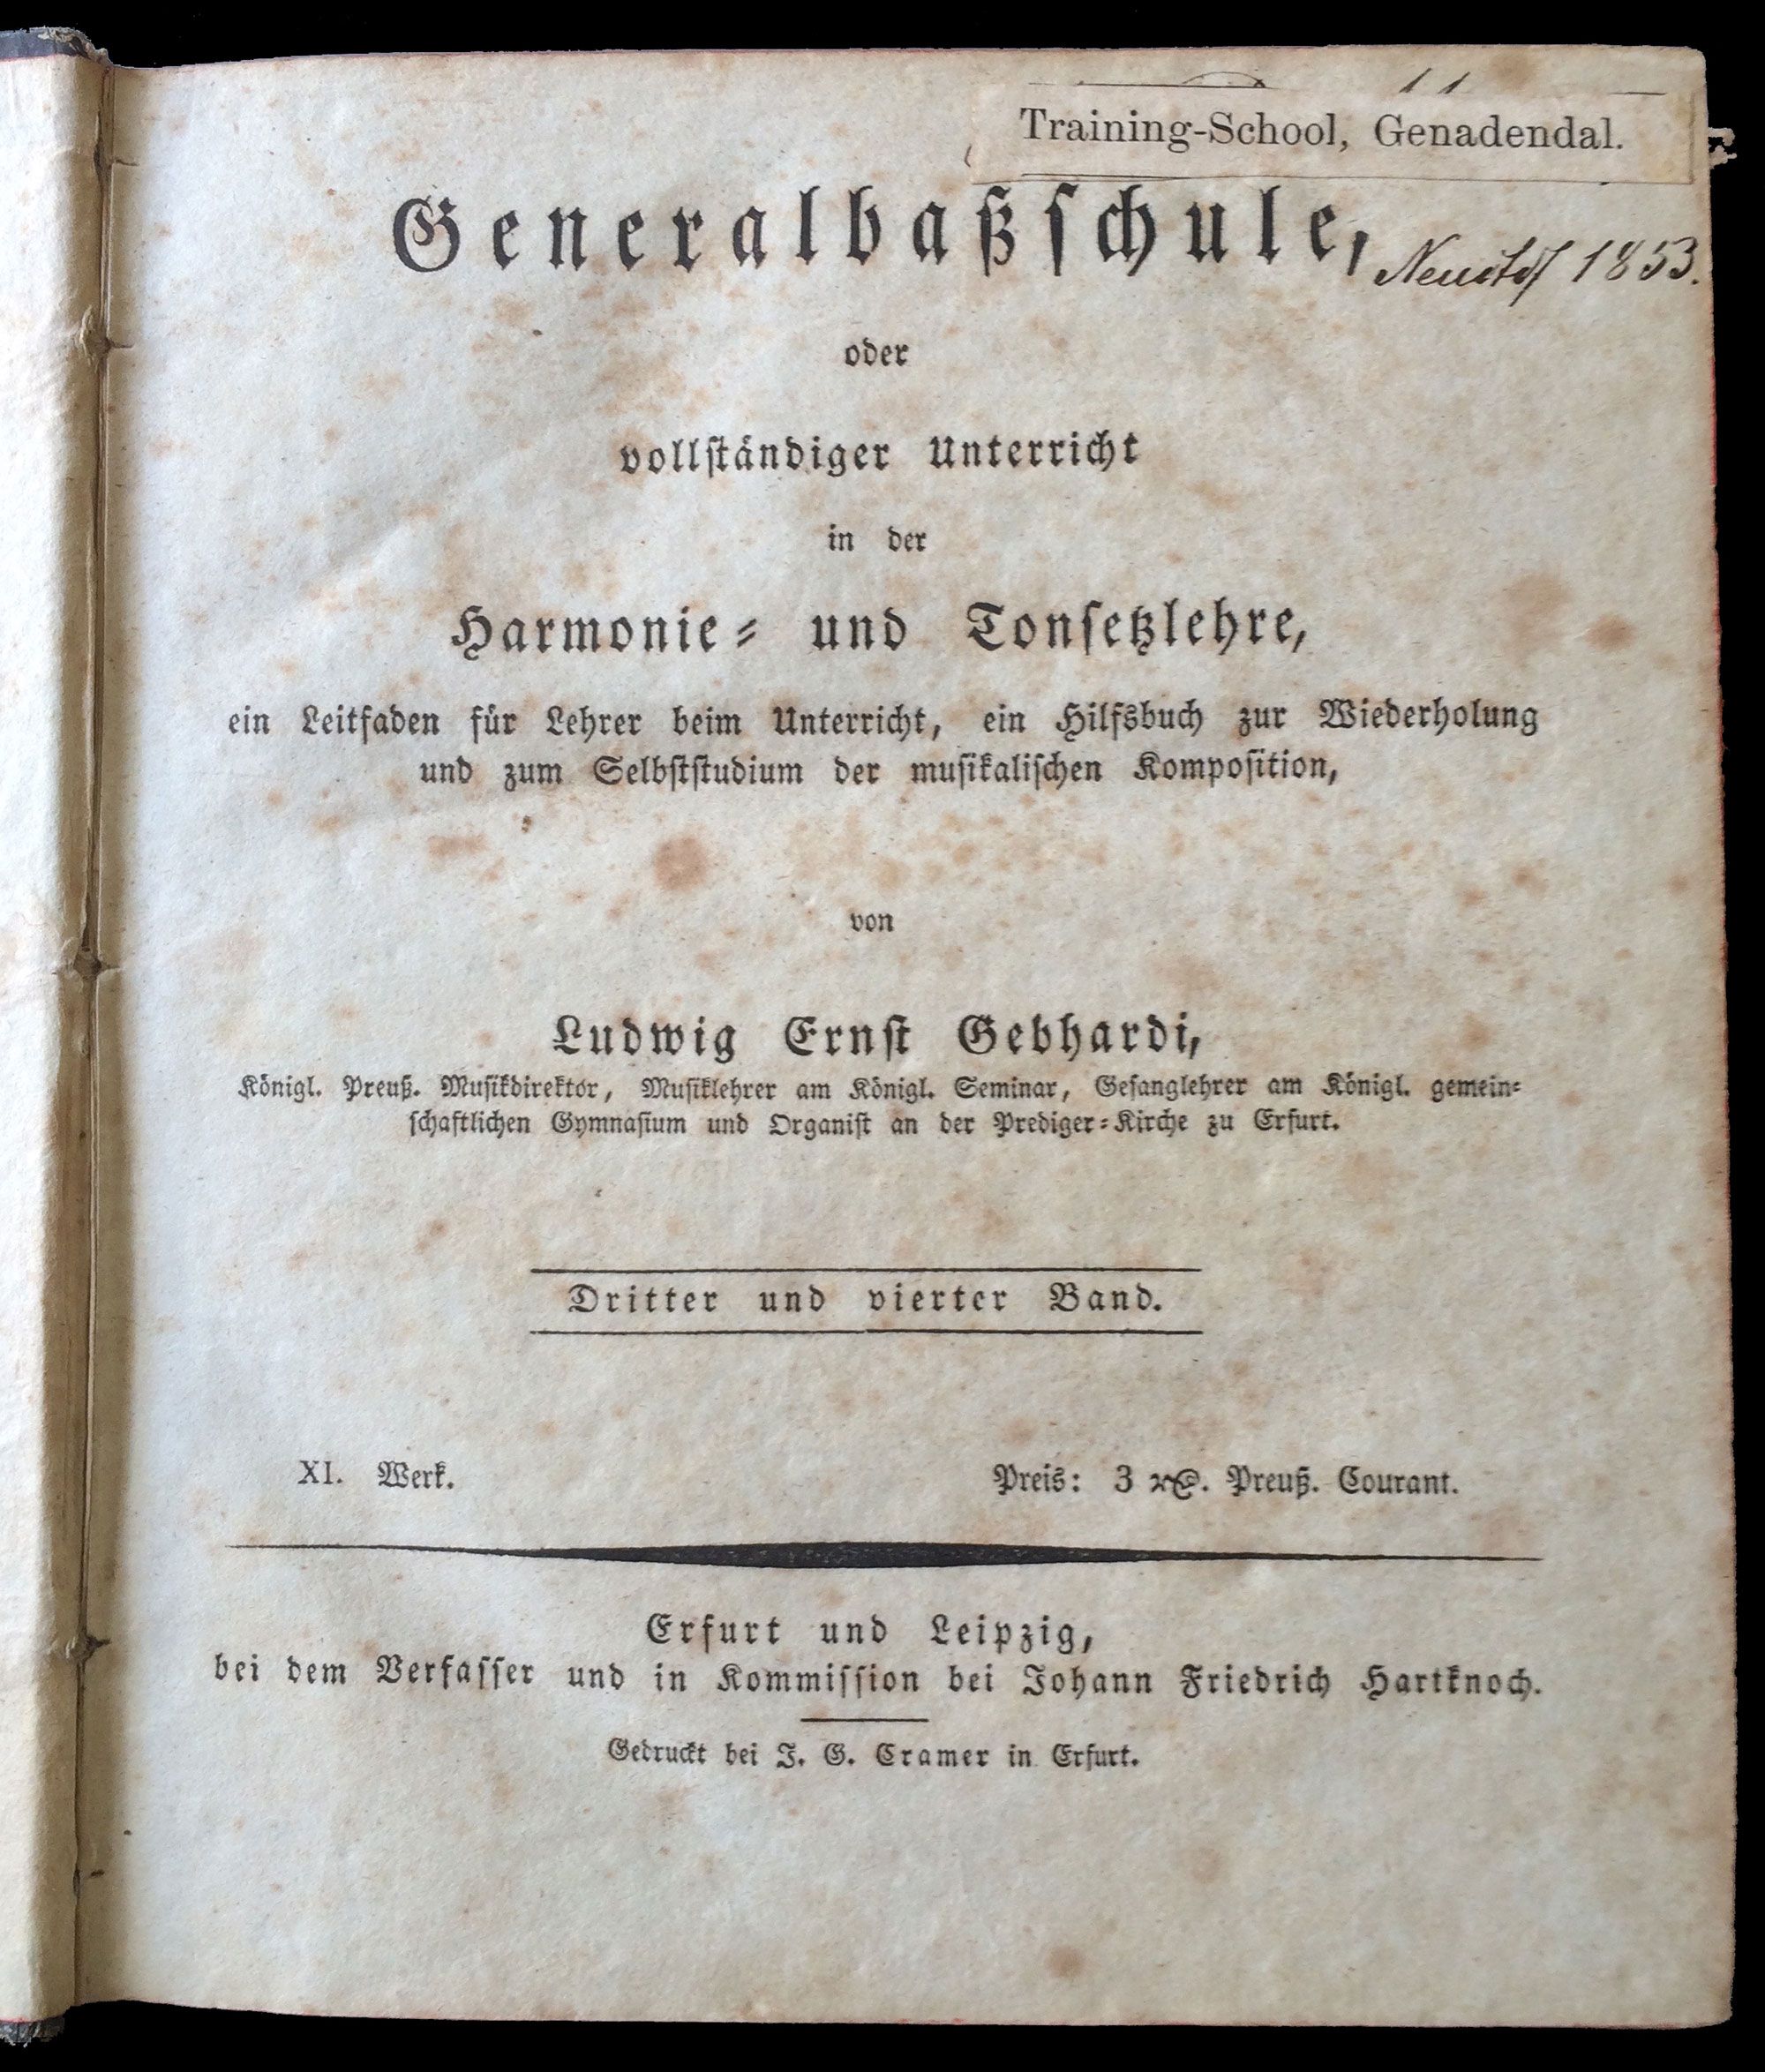 Training-School, Genadendal.
Generalbaßschule,
1853.
oder
vollständiger Unterricht
in der
Harmonie- und Tonsetzlehre,
ein Leitfaden für Lehrer beim Unterricht, ein Hilfsbuch zur Wiederholung
und zum Selbststudium der musikalischen Komposition,
von
Ludwig Ernst Gebhardi,
Königl. Preuß. Musikdirektor, Musiklehrer am Königl. Seminar, Gesanglehrer am Königl. gemein-
schaftlichen Gymnasium und Organist an der Prediger-Kirche zu Erfurt.
Dritter und vierter Band.
XI. Werk.
Preis: 3 Preuß. Courant.
Erfurt und Leipzig,
bei dem Verfasser und in Kommission bei Johann Friedrich Hartknoch.
Gedruckt bei J. G. Cramer in Erfurt.